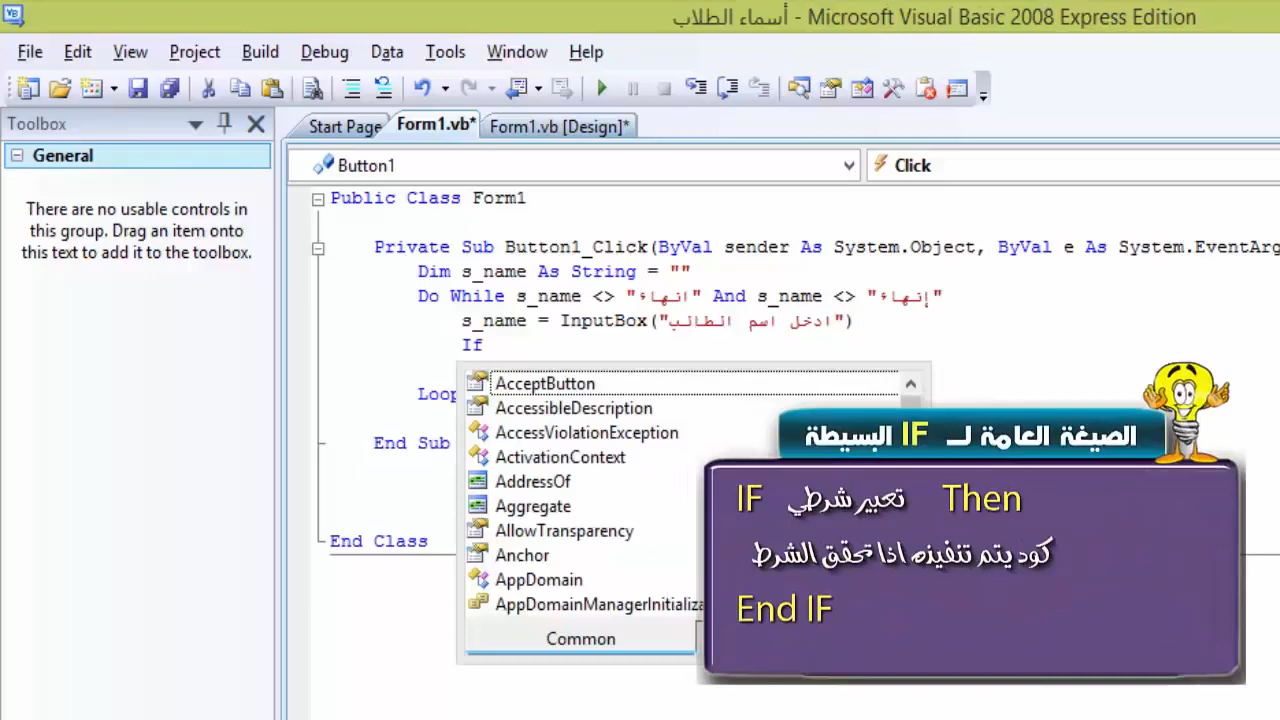 أسماء الطلاب - Microsoft Visual Basic 2008 Express Edition
File Edit View Project Build Debug Data Tools Window Help
Toolbox
General
There are no usable controls in
this group. Drag an item onto
this text to add it to the toolbox.
Start Page Form1.vb* Form1.vb [Design]*
Button1 Click
Public Class Form1
Private Sub Button1_Click(ByVal sender As System.Object, ByVal e As System.EventArg
Dim s_name As String = ""
Do While s_name <> "انهاء" And s_name <> "إنهاء"
s_name = InputBox("ادخل اسم الطالب")
If
Loop
End Sub
End Class
AcceptButton
AccessibleDescription
AccessViolationException
ActivationContext
AddressOf
Aggregate
AllowTransparency
Anchor
AppDomain
AppDomainManagerInitializa
Common
الصيغة العامة لـ IF البسيطة
IF تعبير شرطي Then
كود يتم تنفيذه اذا تحقق الشرط
End IF